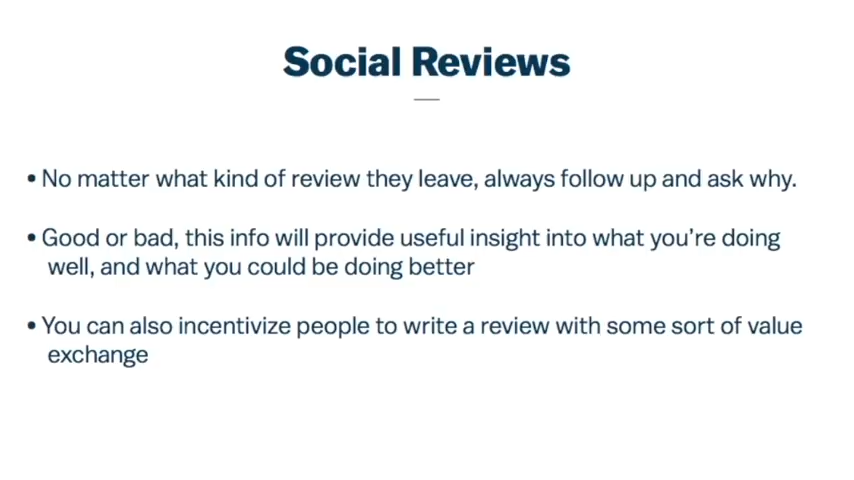 Social Reviews
• No matter what kind of review they leave, always follow up and ask why.
• Good or bad, this info will provide useful insight into what you’re doing
well, and what you could be doing better
• You can also incentivize people to write a review with some sort of value
exchange